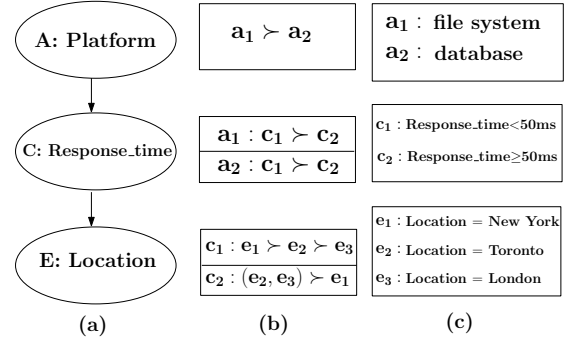 A: Platform
a₁ ≻ a₂
a₁ : file system
a₂ : database
C: Response_time
a₁ : c₁ ≻ c₂
a₂ : c₁ ≻ c₂
c₁ : Response_time<50ms
c₂ : Response_time≥50ms
E: Location
c₁ : e₁ ≻ e₂ ≻ e₃
c₂ : (e₂, e₃) ≻ e₁
e₁ : Location = New York
e₂ : Location = Toronto
e₃ : Location = London
(a) (b) (c)